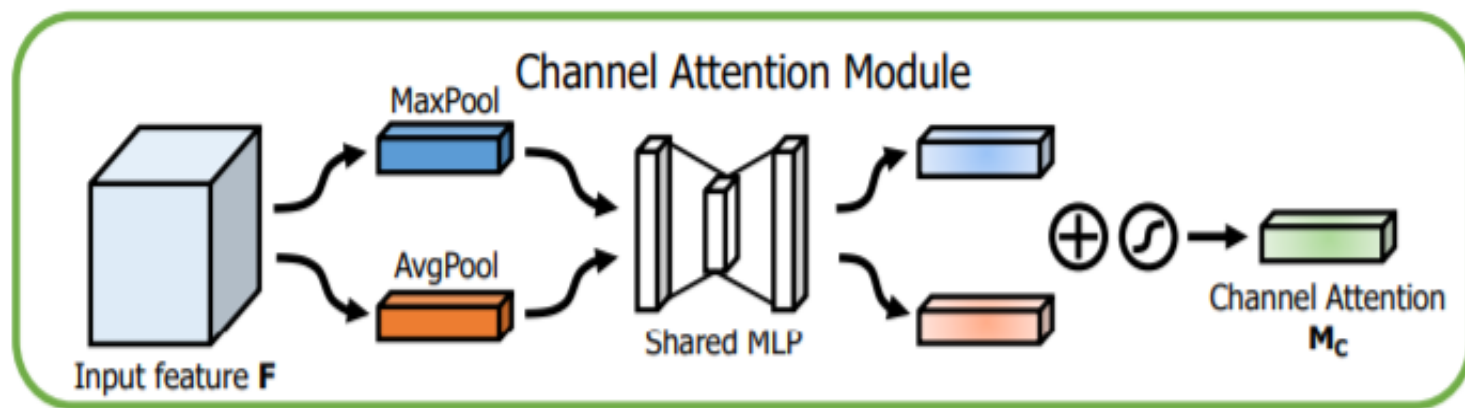 Channel Attention Module
MaxPool
AvgPool
Shared MLP
Input feature F
Channel Attention
Mc